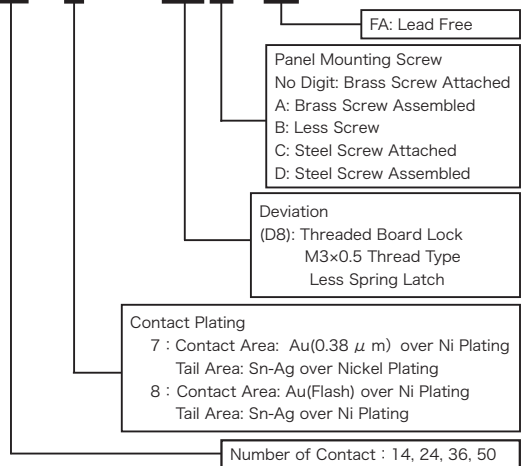 FA: Lead Free
Panel Mounting Screw
No Digit: Brass Screw Attached
A: Brass Screw Assembled
B: Less Screw
C: Steel Screw Attached
D: Steel Screw Assembled
Deviation
(D8): Threaded Board Lock
M3×0.5 Thread Type
Less Spring Latch
Contact Plating
7：Contact Area: Au(0.38 μ m) over Ni Plating
Tail Area: Sn-Ag over Nickel Plating
8：Contact Area: Au(Flash) over Ni Plating
Tail Area: Sn-Ag over Ni Plating
Number of Contact：14, 24, 36, 50